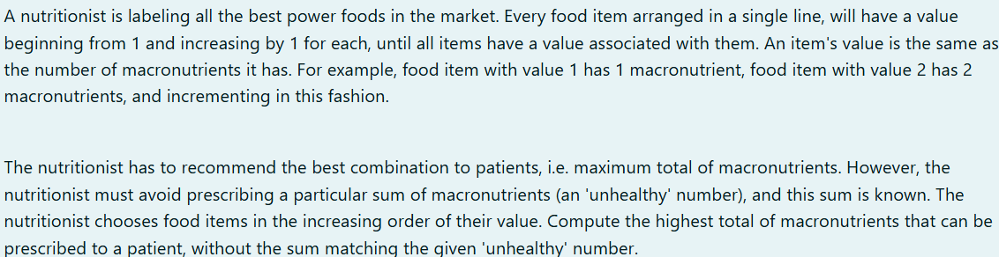 A nutritionist is labeling all the best power foods in the market. Every food item arranged in a single line, will have a value
beginning from 1 and increasing by 1 for each, until all items have a value associated with them. An item's value is the same as
the number of macronutrients it has. For example, food item with value 1 has 1 macronutrient, food item with value 2 has 2
macronutrients, and incrementing in this fashion.
The nutritionist has to recommend the best combination to patients, i.e. maximum total of macronutrients. However, the
nutritionist must avoid prescribing a particular sum of macronutrients (an 'unhealthy' number), and this sum is known. The
nutritionist chooses food items in the increasing order of their value. Compute the highest total of macronutrients that can be
prescribed to a patient, without the sum matching the given 'unhealthy' number.